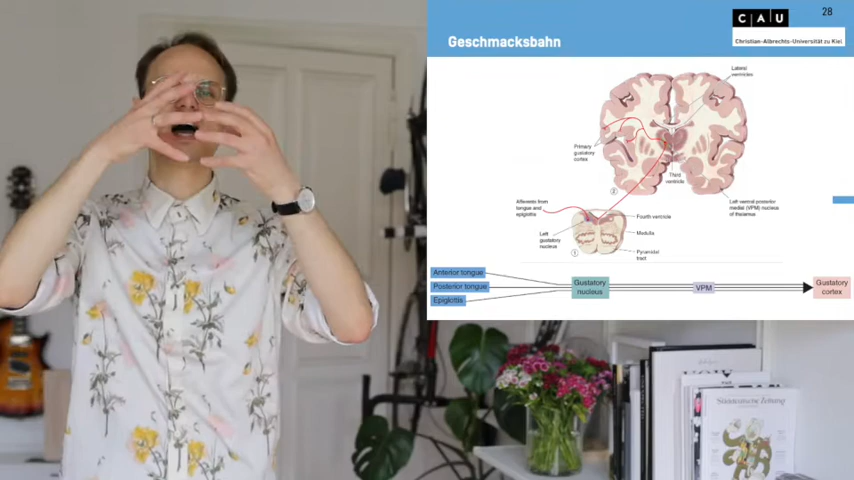 28
C A U
Christian-Albrechts-Universität zu Kiel
Geschmacksbahn
Lateral
ventricles
Primary
gustatory
cortex
Third
ventricle
2
Left ventral posterior
medial (VPM) nucleus
of thalamus
Afferents from
tongue and
epiglottis
Fourth ventricle
Left
gustatory
nucleus
Medulla
1
Pyramidal
tract
Anterior tongue
Posterior tongue
Epiglottis
Gustatory
nucleus
VPM
Gustatory
cortex
Süddeutsche Zeitung